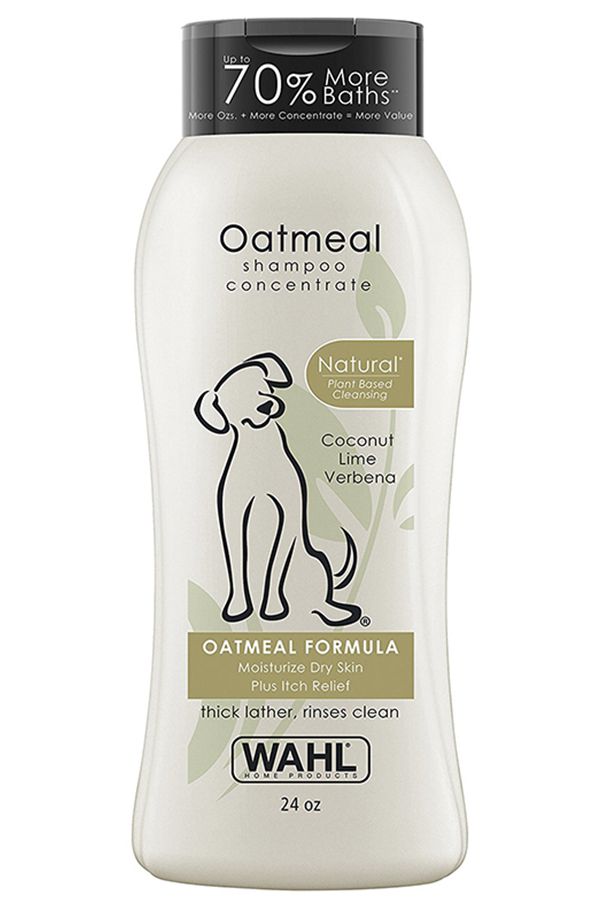 Up to
70% More
Baths**
More Ozs. + More Concentrate = More Value
Oatmeal
shampoo
concentrate
Natural*
Plant Based
Cleansing
Coconut
Lime
Verbena
®
OATMEAL FORMULA
Moisturize Dry Skin
Plus Itch Relief
thick lather, rinses clean
WAHL®
HOME PRODUCTS
24 oz